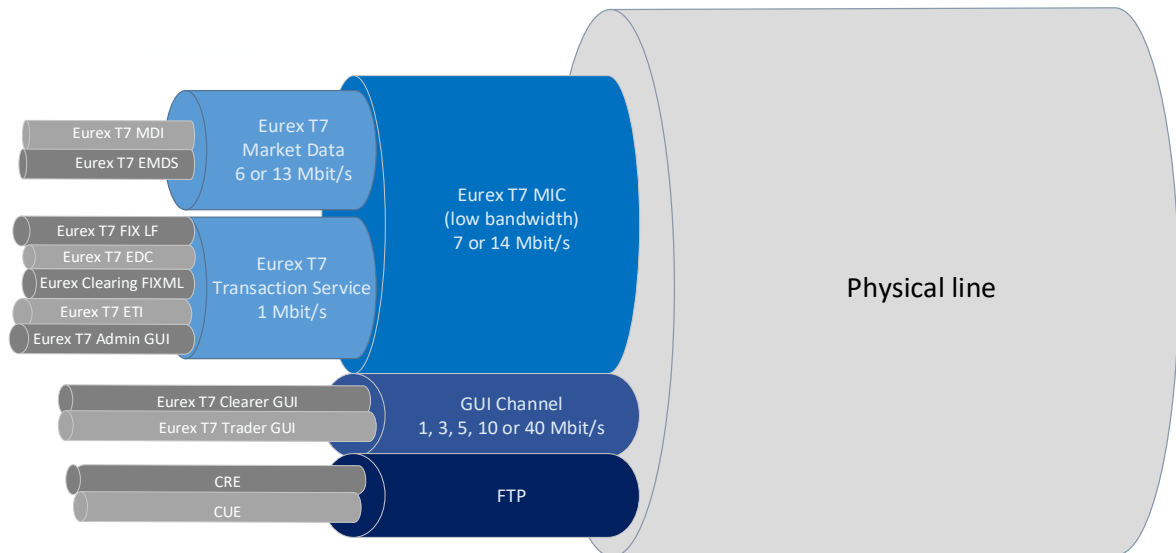 Eurex T7 MDI
Eurex T7 EMDS
Eurex T7
Market Data
6 or 13 Mbit/s
Eurex T7 FIX LF
Eurex T7 EDC
Eurex Clearing FIXML
Eurex T7 ETI
Eurex T7 Admin GUI
Eurex T7
Transaction Service
1 Mbit/s
Eurex T7 MIC
(low bandwidth)
7 or 14 Mbit/s
Eurex T7 Clearer GUI
Eurex T7 Trader GUI
GUI Channel
1, 3, 5, 10 or 40 Mbit/s
CRE
CUE
FTP
Physical line